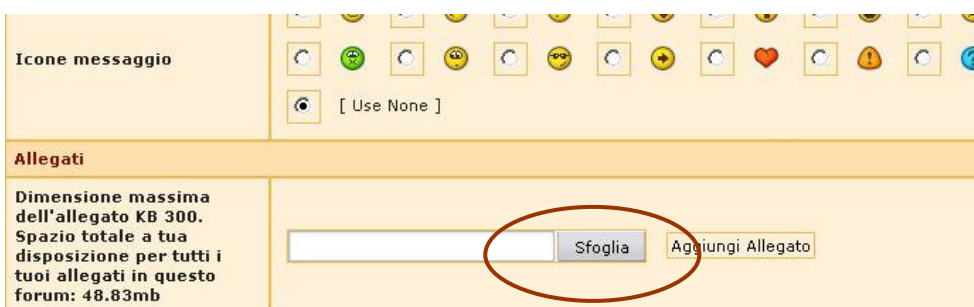 Icone messaggio
[ Use None ]
Allegati
Dimensione massima
dell'allegato KB 300.
Spazio totale a tua
disposizione per tutti i
tuoi allegati in questo
forum: 48.83mb
Sfoglia
Aggiungi Allegato